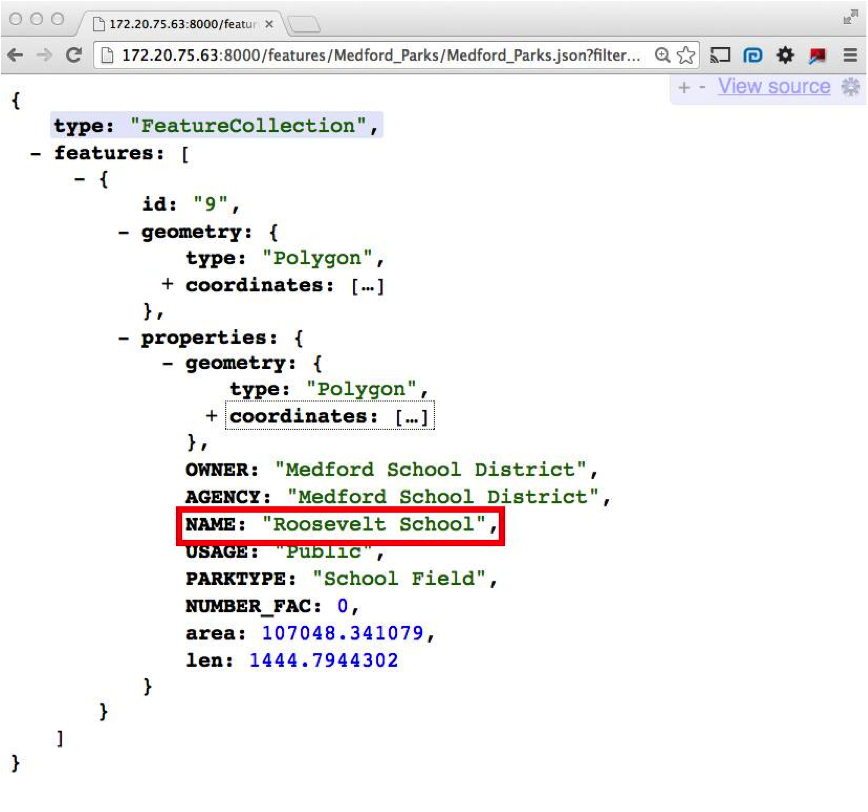 172.20.75.63:8000/featur
172.20.75.63:8000/features/Medford_Parks/Medford_Parks.json?filter...
+ - View source
{
type: "FeatureCollection",
- features: [
- {
id: "9",
- geometry: {
type: "Polygon",
+ coordinates: […]
},
- properties: {
- geometry: {
type: "Polygon",
+ coordinates: […]
},
OWNER: "Medford School District",
AGENCY: "Medford School District",
NAME: "Roosevelt School",
USAGE: "Public",
PARKTYPE: "School Field",
NUMBER_FAC: 0,
area: 107048.341079,
len: 1444.7944302
}
}
]
}